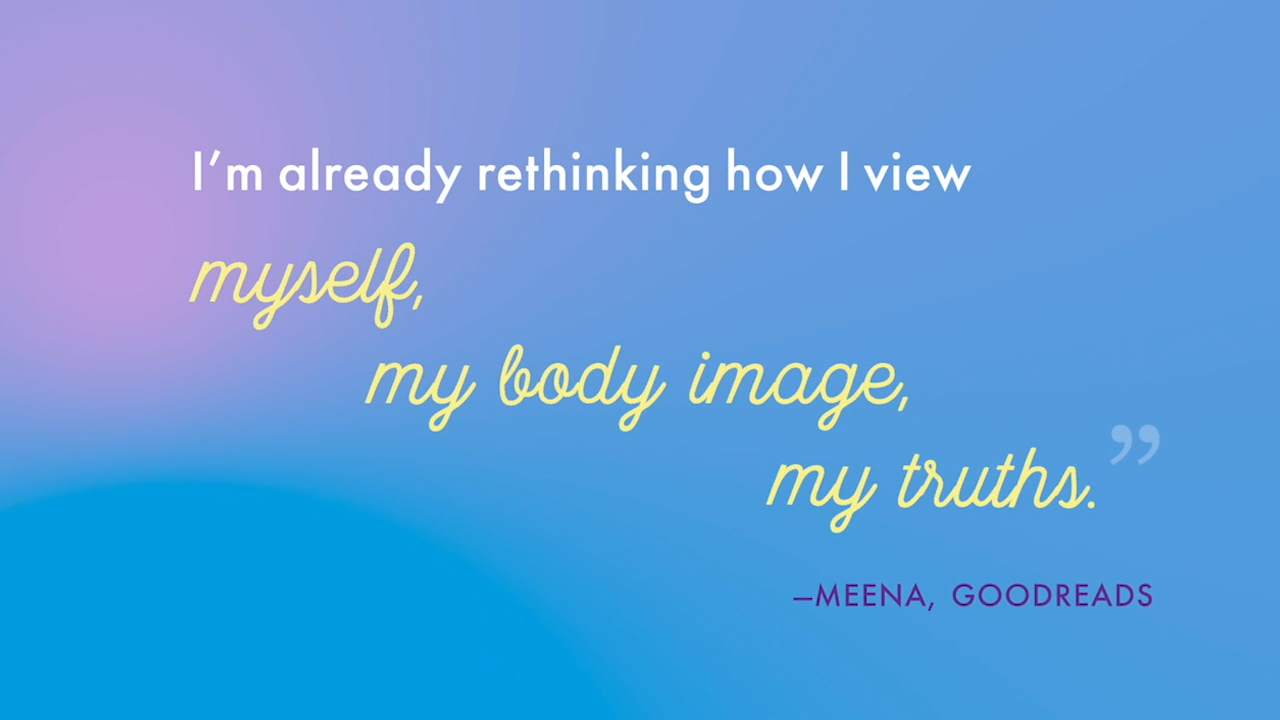 I’m already rethinking how I view
myself,
my body image,
my truths.”
—MEENA, GOODREADS